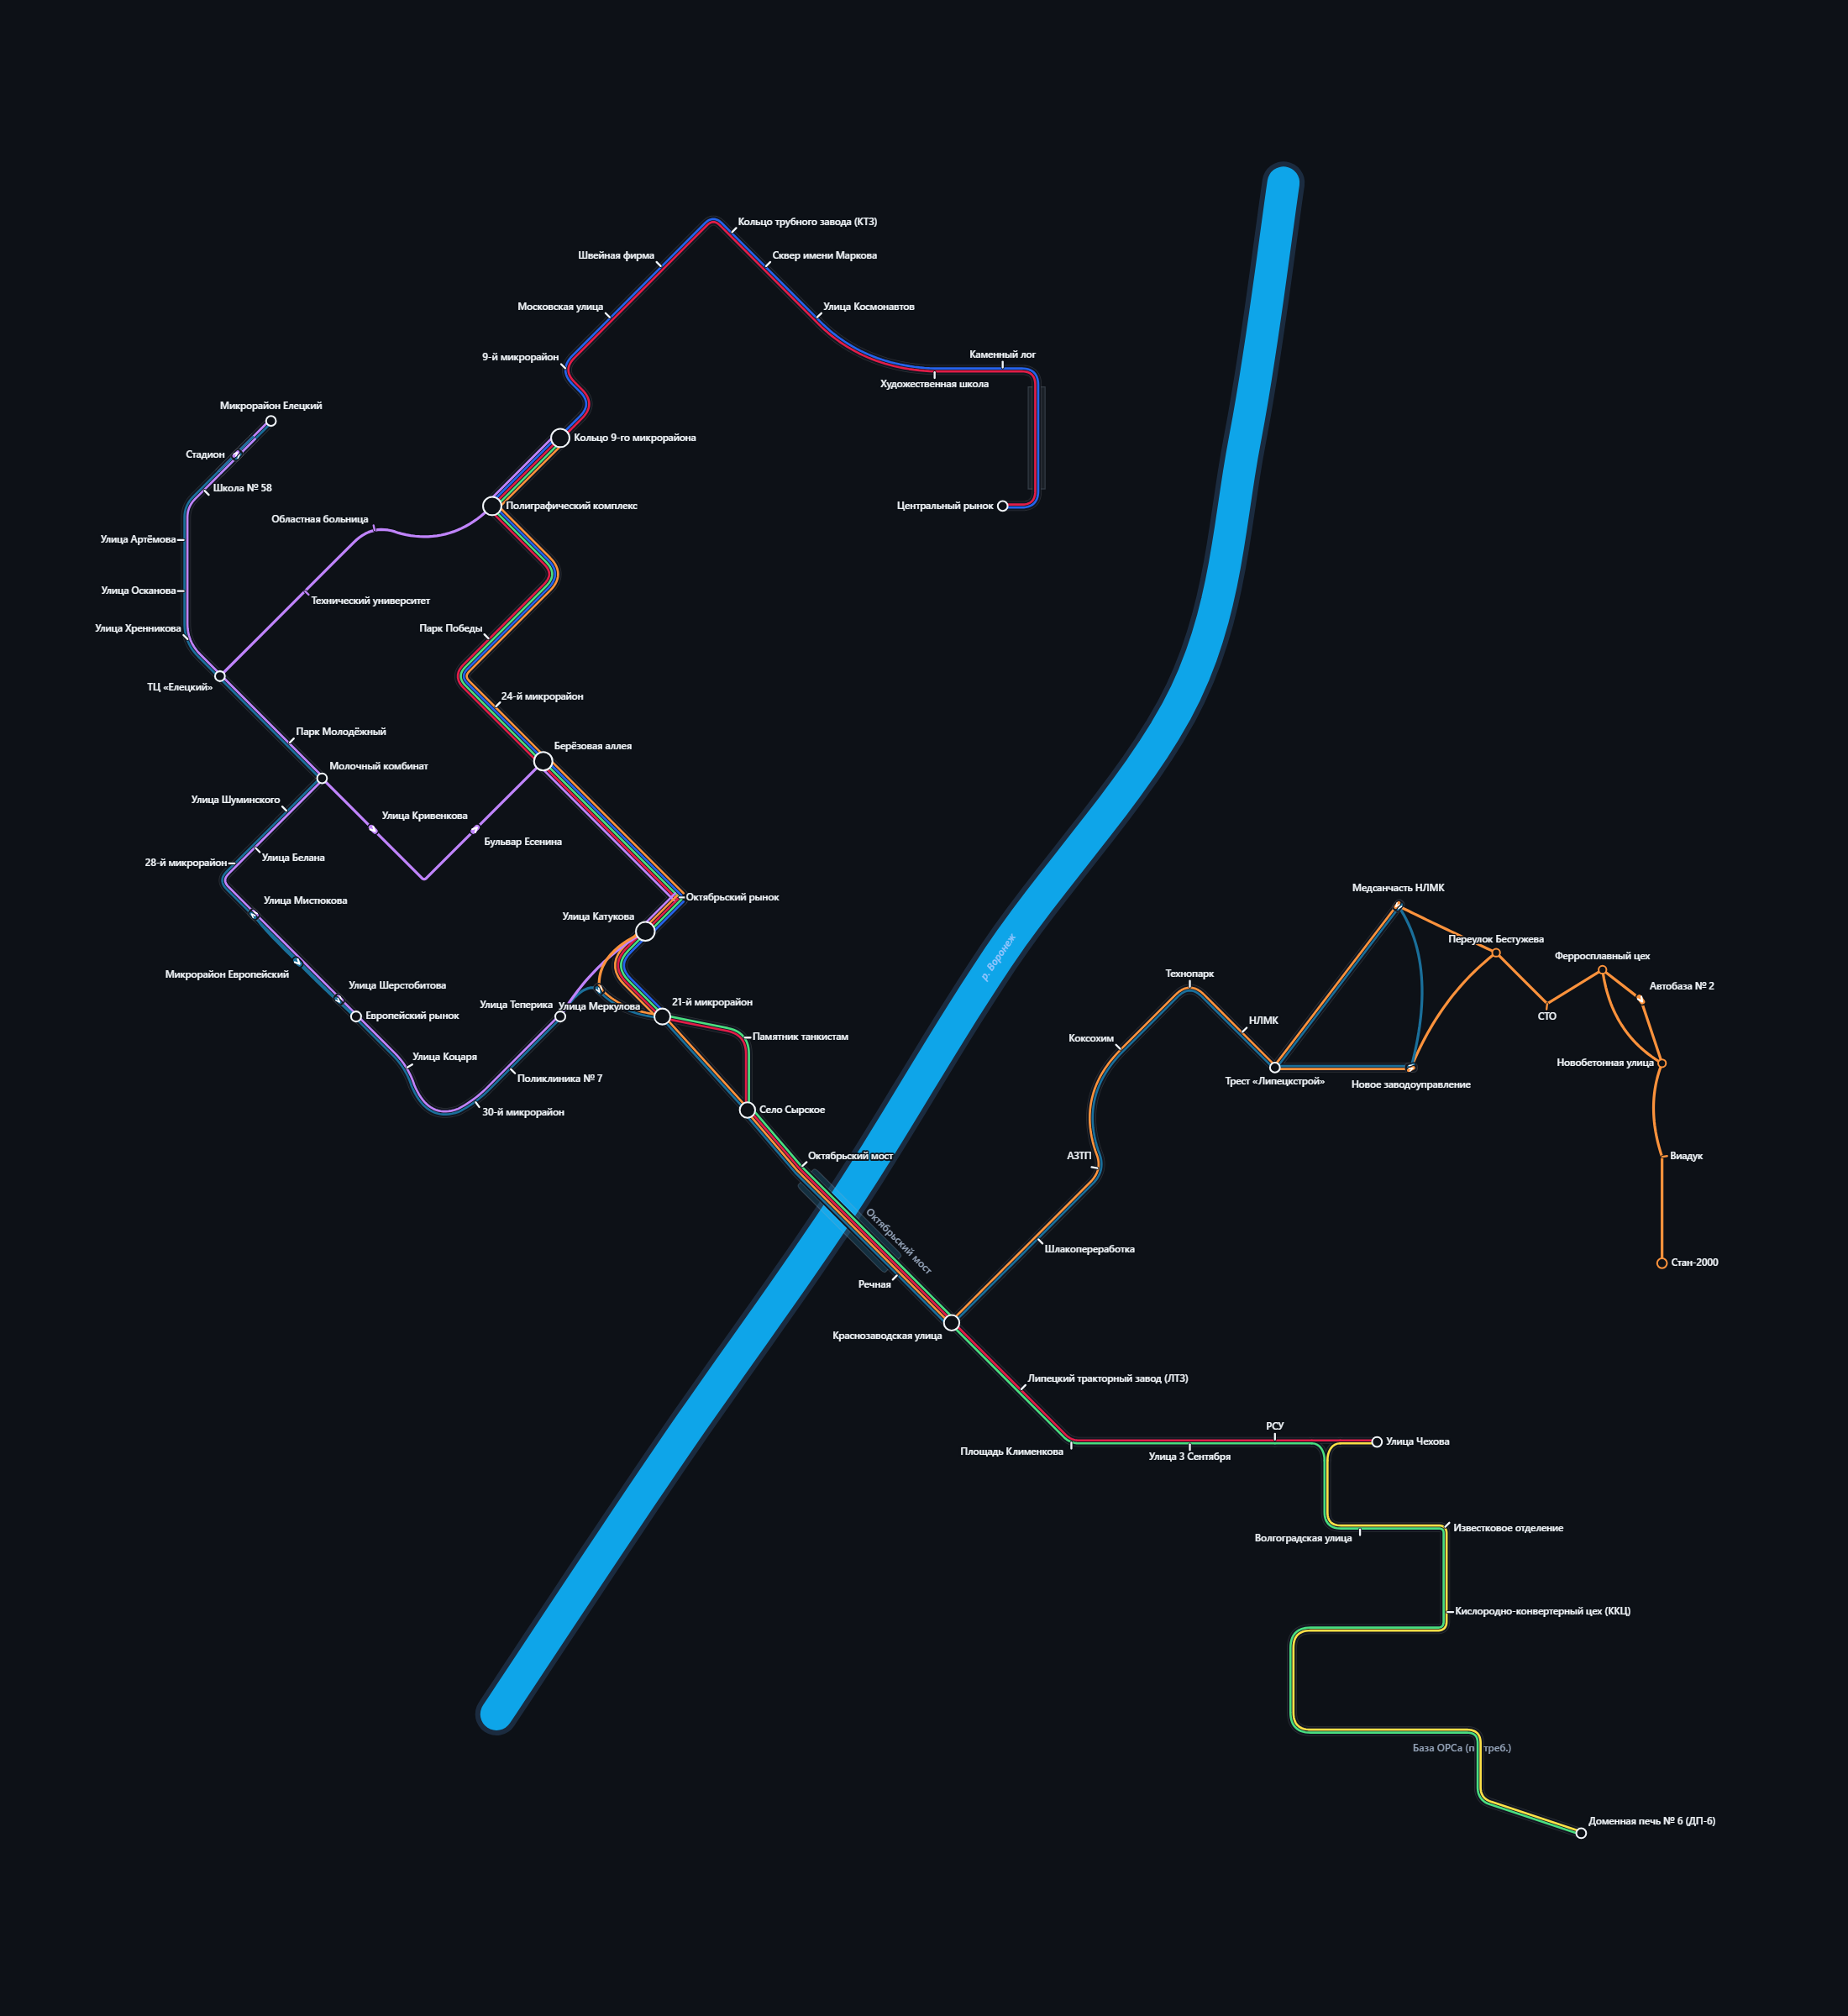 Кольцо трубного завода (КТЗ)
Швейная фирма
Сквер имени Маркова
Московская улица
Улица Космонавтов
9-й микрорайон
Каменный лог
Художественная школа
Микрорайон Елецкий
Кольцо 9-го микрорайона
Стадион
Школа № 58
Полиграфический комплекс
Центральный рынок
Областная больница
Улица Артёмова
Улица Осканова
Технический университет
Улица Хренникова
Парк Победы
ТЦ «Елецкий»
24-й микрорайон
Парк Молодёжный
Берёзовая аллея
Молочный комбинат
Улица Шуминского
Улица Кривенкова
Бульвар Есенина
Улица Белана
28-й микрорайон
Медсанчасть НЛМК
Октябрьский рынок
Улица Мистюкова
Улица Катукова
Переулок Бестужева
р. Воронеж
Ферросплавный цех
Микрорайон Европейский
Технопарк
Улица Шерстобитова
Автобаза № 2
21-й микрорайон
Улица Теперика
Улица Меркулова
Европейский рынок
СТО
НЛМК
Памятник танкистам
Коксохим
Улица Коцаря
Новобетонная улица
Поликлиника № 7
Трест «Липецкстрой»
Новое заводоуправление
30-й микрорайон
Село Сырское
Октябрьский мост
АЗТП
Виадук
Октябрьский мост
Шлакопереработка
Стан-2000
Речная
Краснозаводская улица
Липецкий тракторный завод (ЛТЗ)
РСУ
Улица Чехова
Площадь Клименкова
Улица 3 Сентября
Известковое отделение
Волгоградская улица
Кислородно-конвертерный цех (ККЦ)
База ОРСа (п треб.)
Доменная печь № 6 (ДП-6)